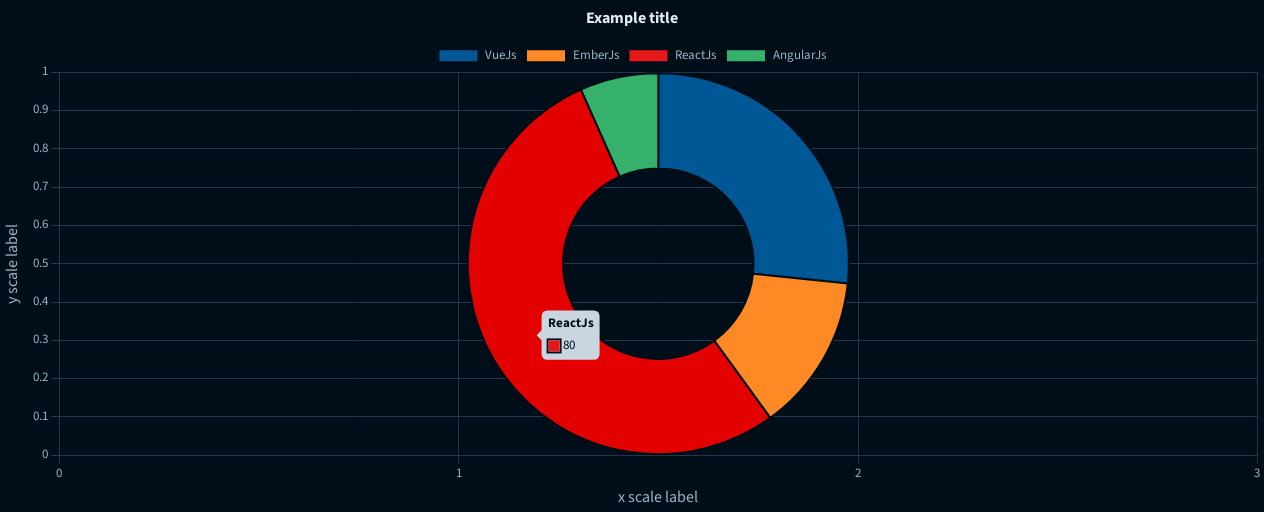 Example title
VueJs EmberJs ReactJs AngularJs
1
0.9
0.8
0.7
0.6
0.5
0.4
0.3
0.2
0.1
0
y scale label
ReactJs
80
0 1 2 3
x scale label